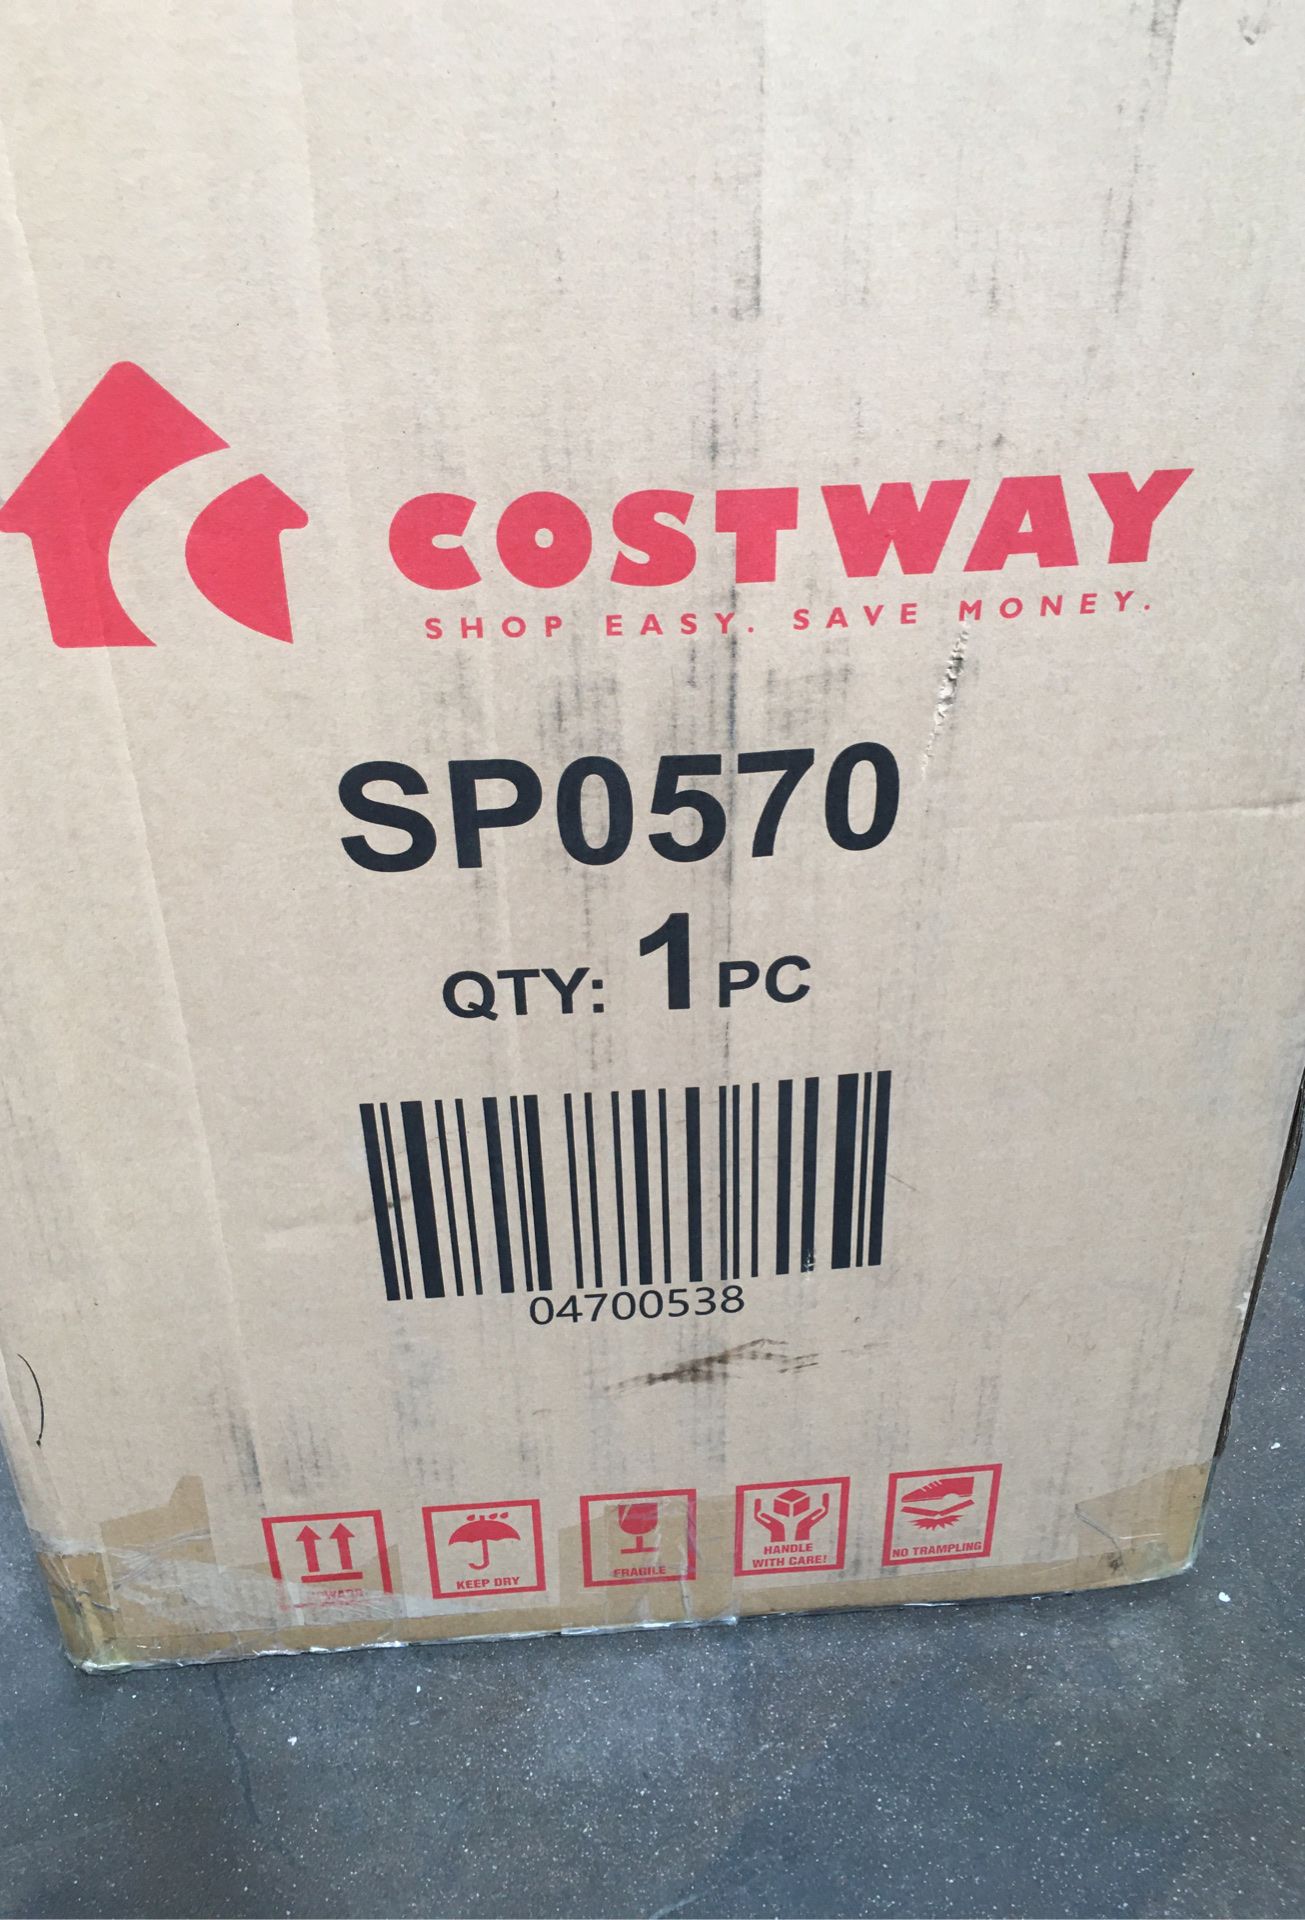 COSTWAY
SHOP EASY. SAVE MONEY.
SP0570
QTY: 1 PC
04700538
KEEP DRY
FRAGILE
HANDLE
WITH CARE!
NO TRAMPLING